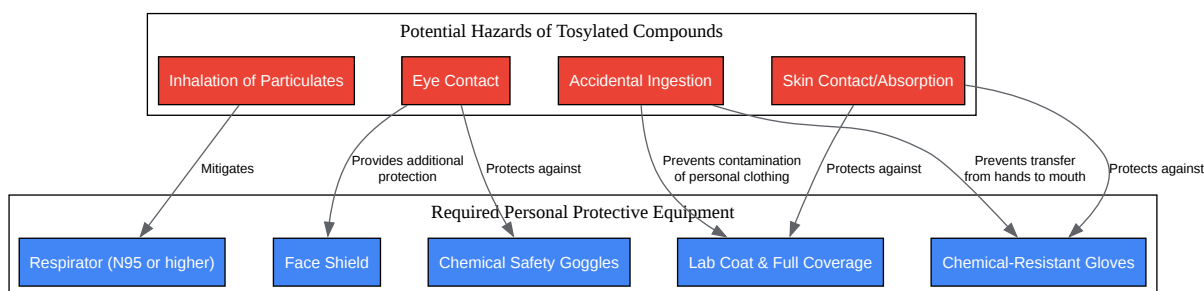 Potential Hazards of Tosylated Compounds
Inhalation of Particulates
Eye Contact
Accidental Ingestion
Skin Contact/Absorption
Mitigates
Provides additional
protection
Protects against
Prevents contamination
of personal clothing
Protects against
Prevents transfer
from hands to mouth
Protects against
Required Personal Protective Equipment
Respirator (N95 or higher)
Face Shield
Chemical Safety Goggles
Lab Coat & Full Coverage
Chemical-Resistant Gloves